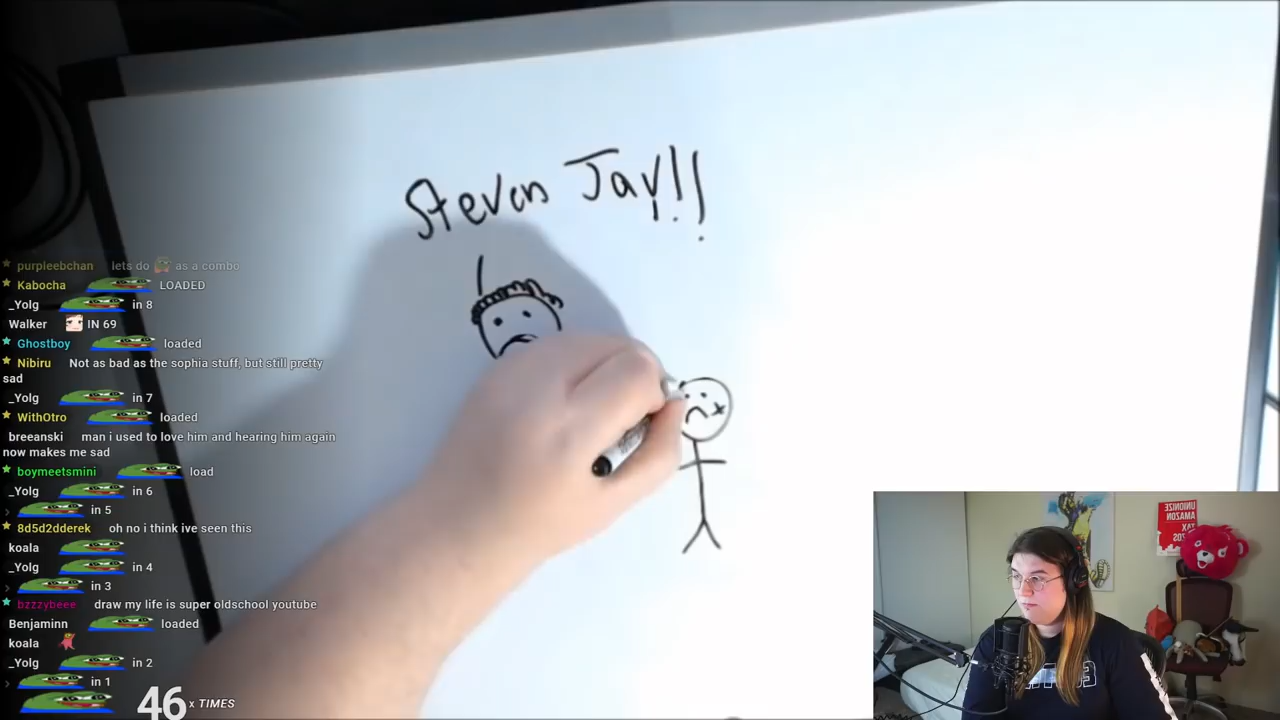 Steven Jay!!
purpleebchan lets do as a combo
Kabocha LOADED
_Yolg in 8
Walker IN 69
Ghostboy loaded
Nibiru Not as bad as the sophia stuff, but still pretty
sad
_Yolg in 7
WithOtro loaded
breeanski man i used to love him and hearing him again
now makes me sad
boymeetsmini load
_Yolg in 6
> in 5
8d5d2dderek oh no i think ive seen this
koala
_Yolg in 4
> in 3
bzzzybeee draw my life is super oldschool youtube
Benjaminn loaded
koala
_Yolg in 2
> in 1
46 x TIMES
UNIONIZE
AMAZON
TAX